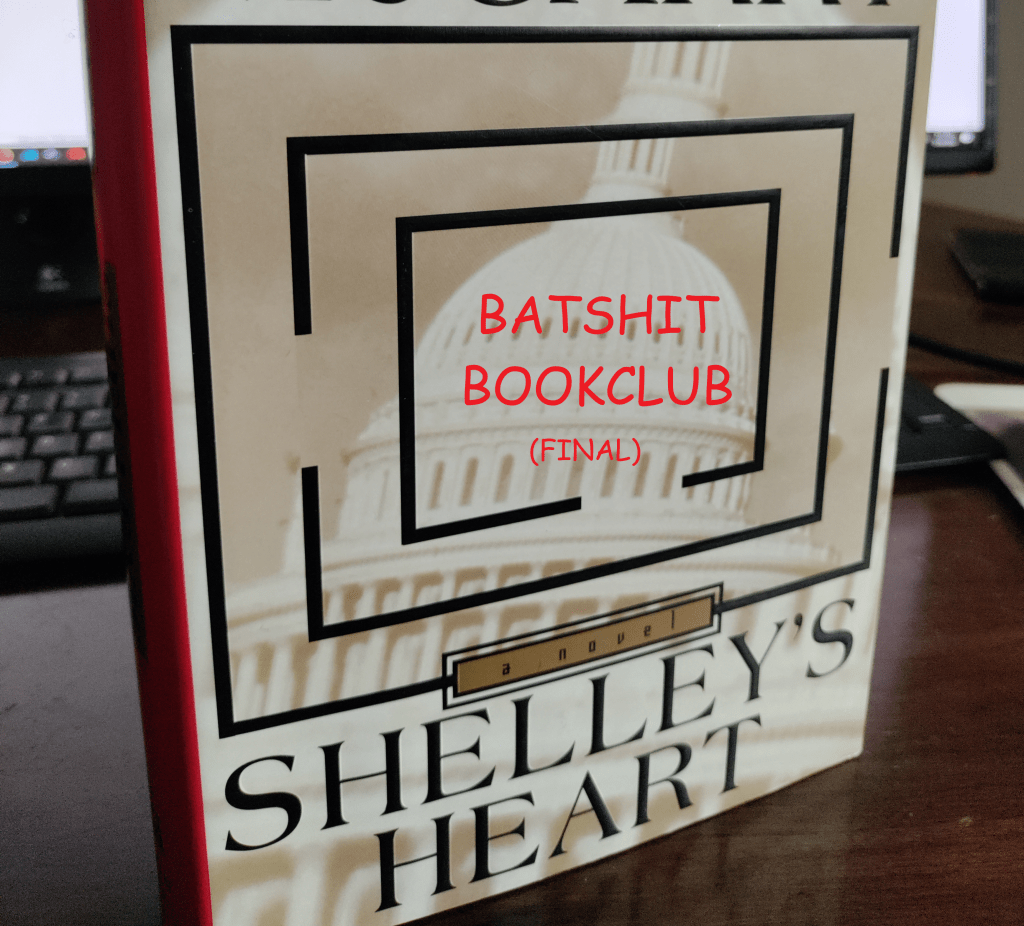 BATSHIT
BOOKCLUB
(FINAL)
a novel
SHELLEY'S
HEART